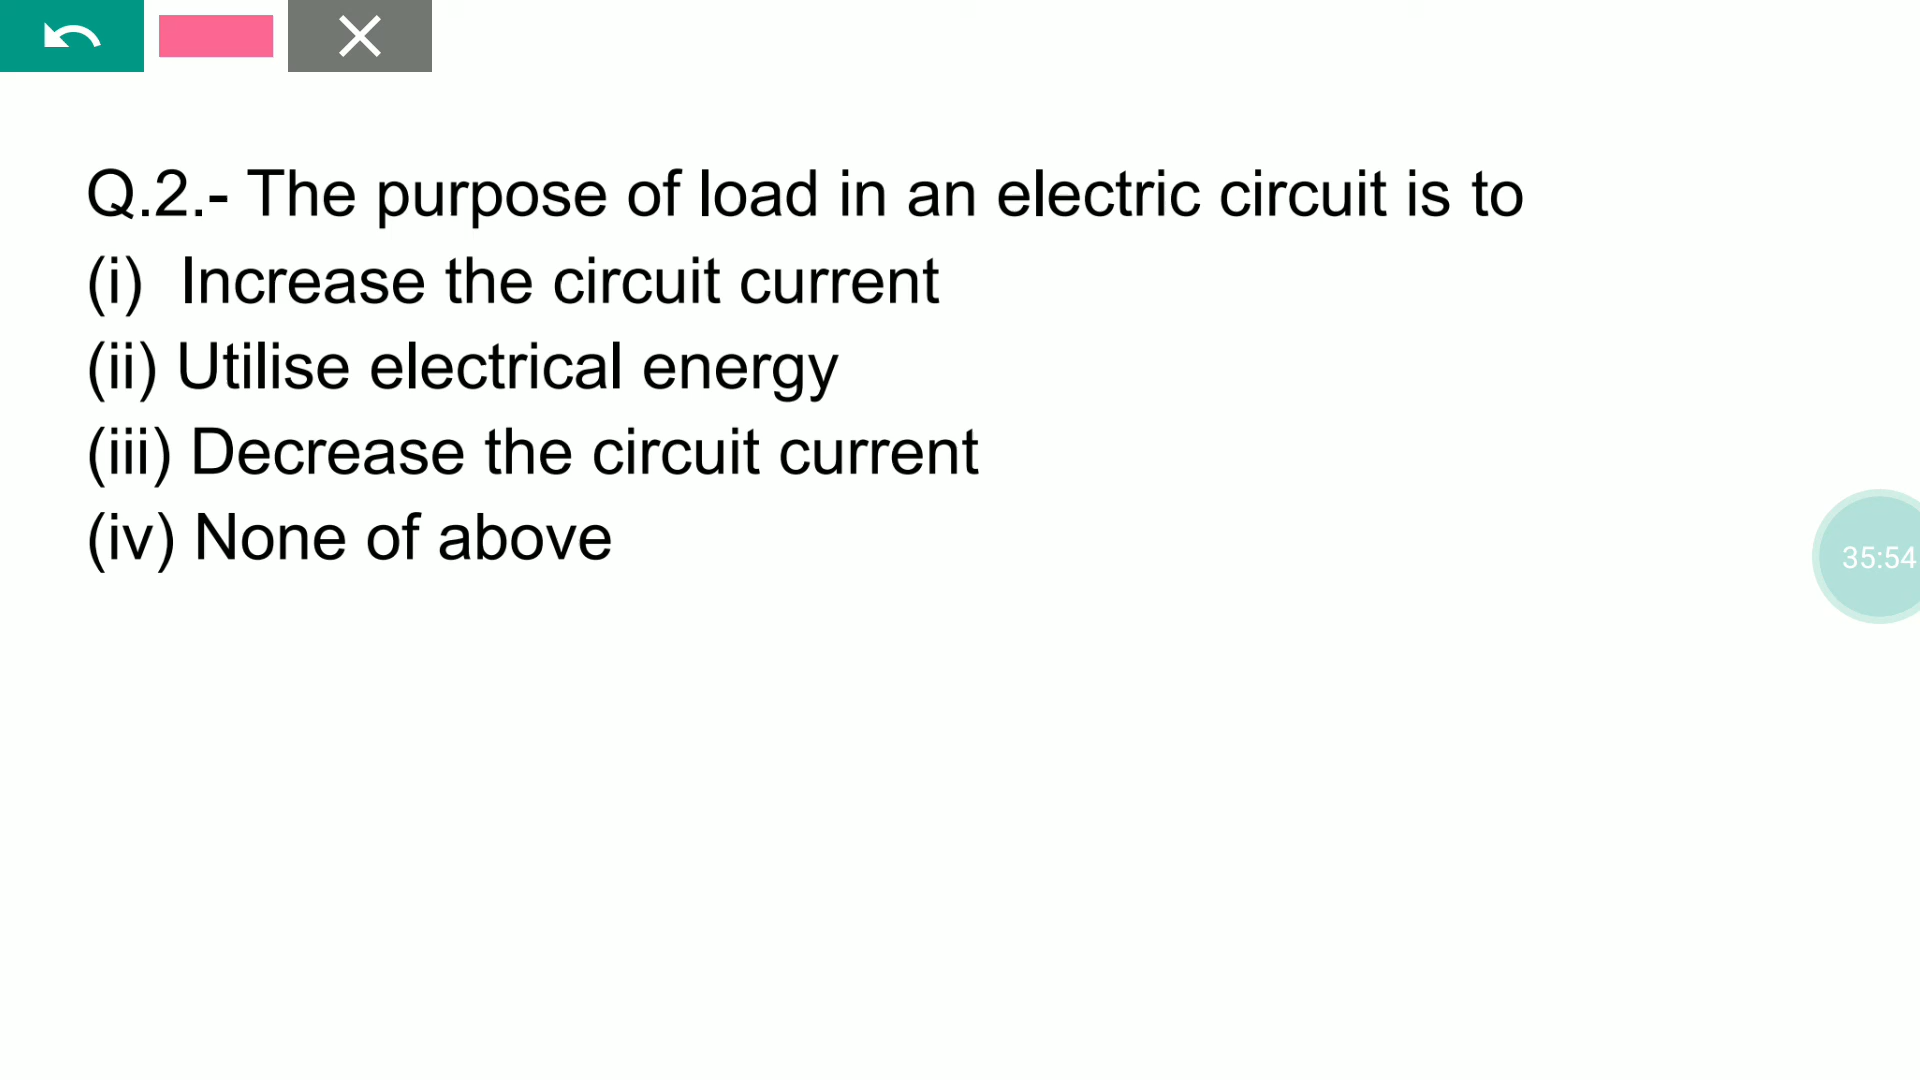 Q.2.- The purpose of load in an electric circuit is to
(i)  Increase the circuit current
(ii) Utilise electrical energy
(iii) Decrease the circuit current
(iv) None of above
35:54